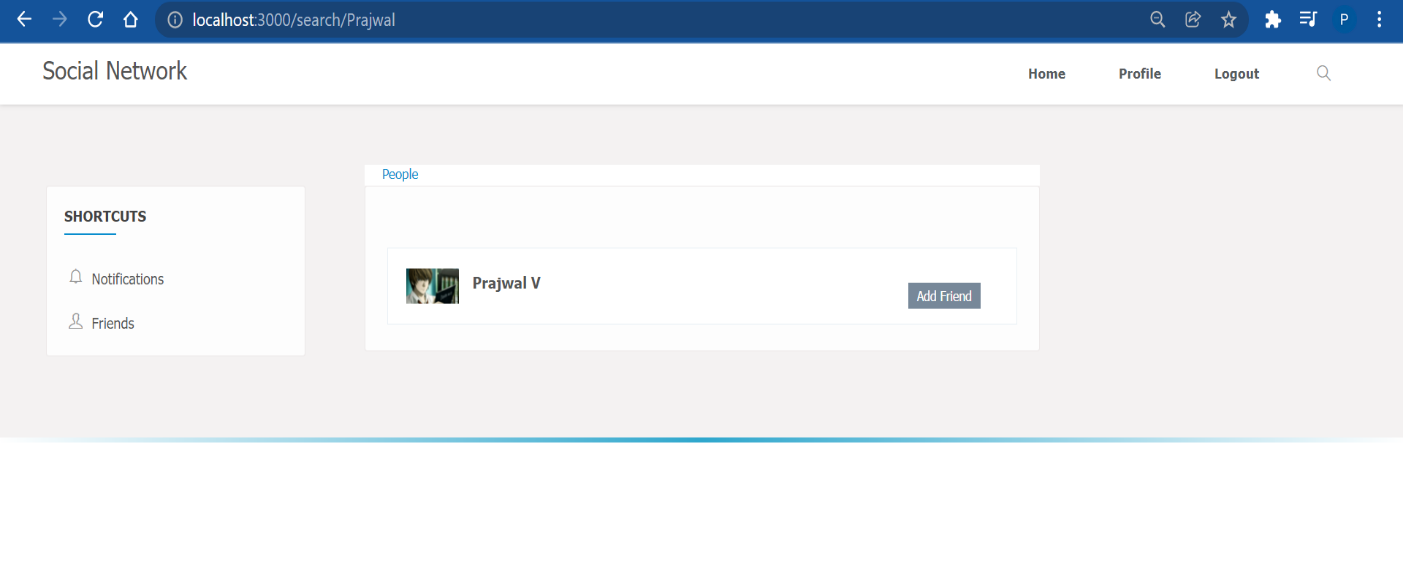 localhost:3000/search/Prajwal
P
Social Network
Home
Profile
Logout
People
SHORTCUTS
Notifications
Friends
Prajwal V
Add Friend